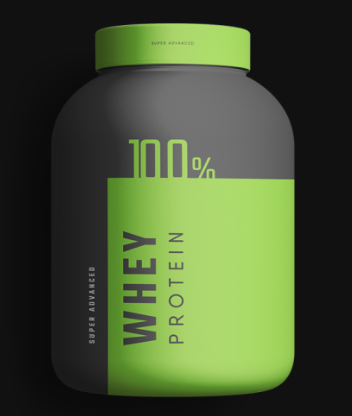 SUPER ADVANCED
100%
WHEY
PROTEIN
SUPER ADVANCED